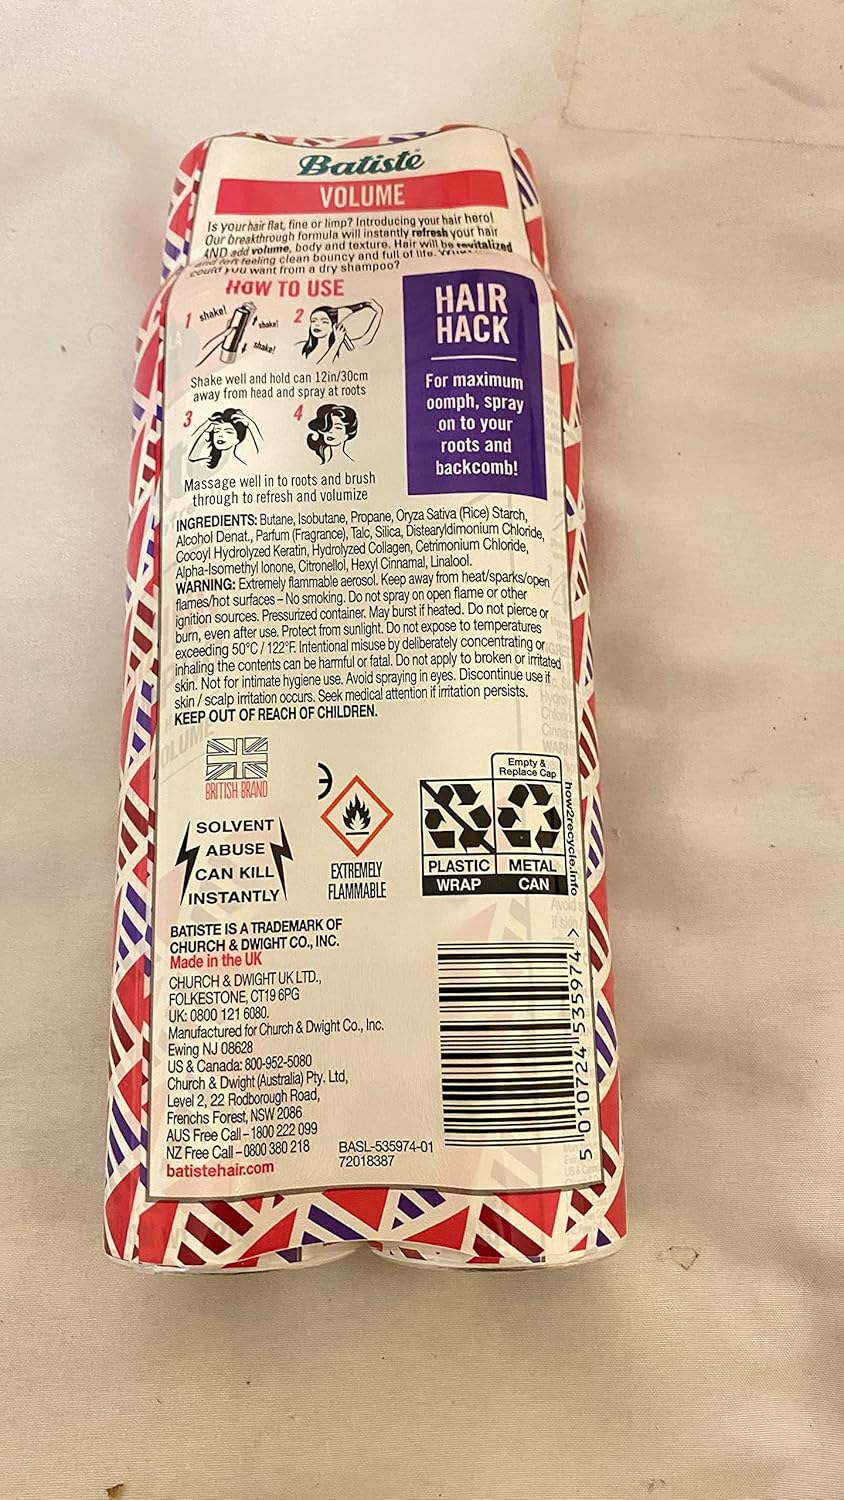 Batiste
VOLUME
Is your hair flat, fine or limp? Introducing your hair hero!
Our breakthrough formula will instantly refresh your hair
AND add volume, body and texture. Hair will be revitalized
and left feeling clean bouncy and full of life.
could you want from a dry shampoo?
HOW TO USE
1 shake! shake! shake! 2
Shake well and hold can 12in/30cm
away from head and spray at roots
3 4
Massage well in to roots and brush
through to refresh and volumize
HAIR
HACK
For maximum
oomph, spray
on to your
roots and
backcomb!
INGREDIENTS: Butane, Isobutane, Propane, Oryza Sativa (Rice) Starch,
Alcohol Denat., Parfum (Fragrance), Talc, Silica, Distearyldimonium Chloride,
Cocoyl Hydrolyzed Keratin, Hydrolyzed Collagen, Cetrimonium Chloride,
Alpha-Isomethyl Ionone, Citronellol, Hexyl Cinnamal, Linalool.
WARNING: Extremely flammable aerosol. Keep away from heat/sparks/open
flames/hot surfaces – No smoking. Do not spray on open flame or other
ignition sources. Pressurized container. May burst if heated. Do not pierce or
burn, even after use. Protect from sunlight. Do not expose to temperatures
exceeding 50°C / 122°F. Intentional misuse by deliberately concentrating or
inhaling the contents can be harmful or fatal. Do not apply to broken or irritated
skin. Not for intimate hygiene use. Avoid spraying in eyes. Discontinue use if
skin / scalp irritation occurs. Seek medical attention if irritation persists.
KEEP OUT OF REACH OF CHILDREN.
BRITISH BRAND
SOLVENT
ABUSE
CAN KILL
INSTANTLY
EXTREMELY
FLAMMABLE
Empty &
Replace Cap
PLASTIC
WRAP
METAL
CAN
how2recycle.info
BATISTE IS A TRADEMARK OF
CHURCH & DWIGHT CO., INC.
Made in the UK
CHURCH & DWIGHT UK LTD.,
FOLKESTONE, CT19 6PG
UK: 0800 121 6080.
Manufactured for Church & Dwight Co., Inc.
Ewing NJ 08628
US & Canada: 800-952-5080
Church & Dwight (Australia) Pty. Ltd,
Level 2, 22 Rodborough Road,
Frenchs Forest, NSW 2086
AUS Free Call – 1800 222 099
NZ Free Call – 0800 380 218
batistehair.com
BASL-535974-01
72018387
5 010724 535974 >